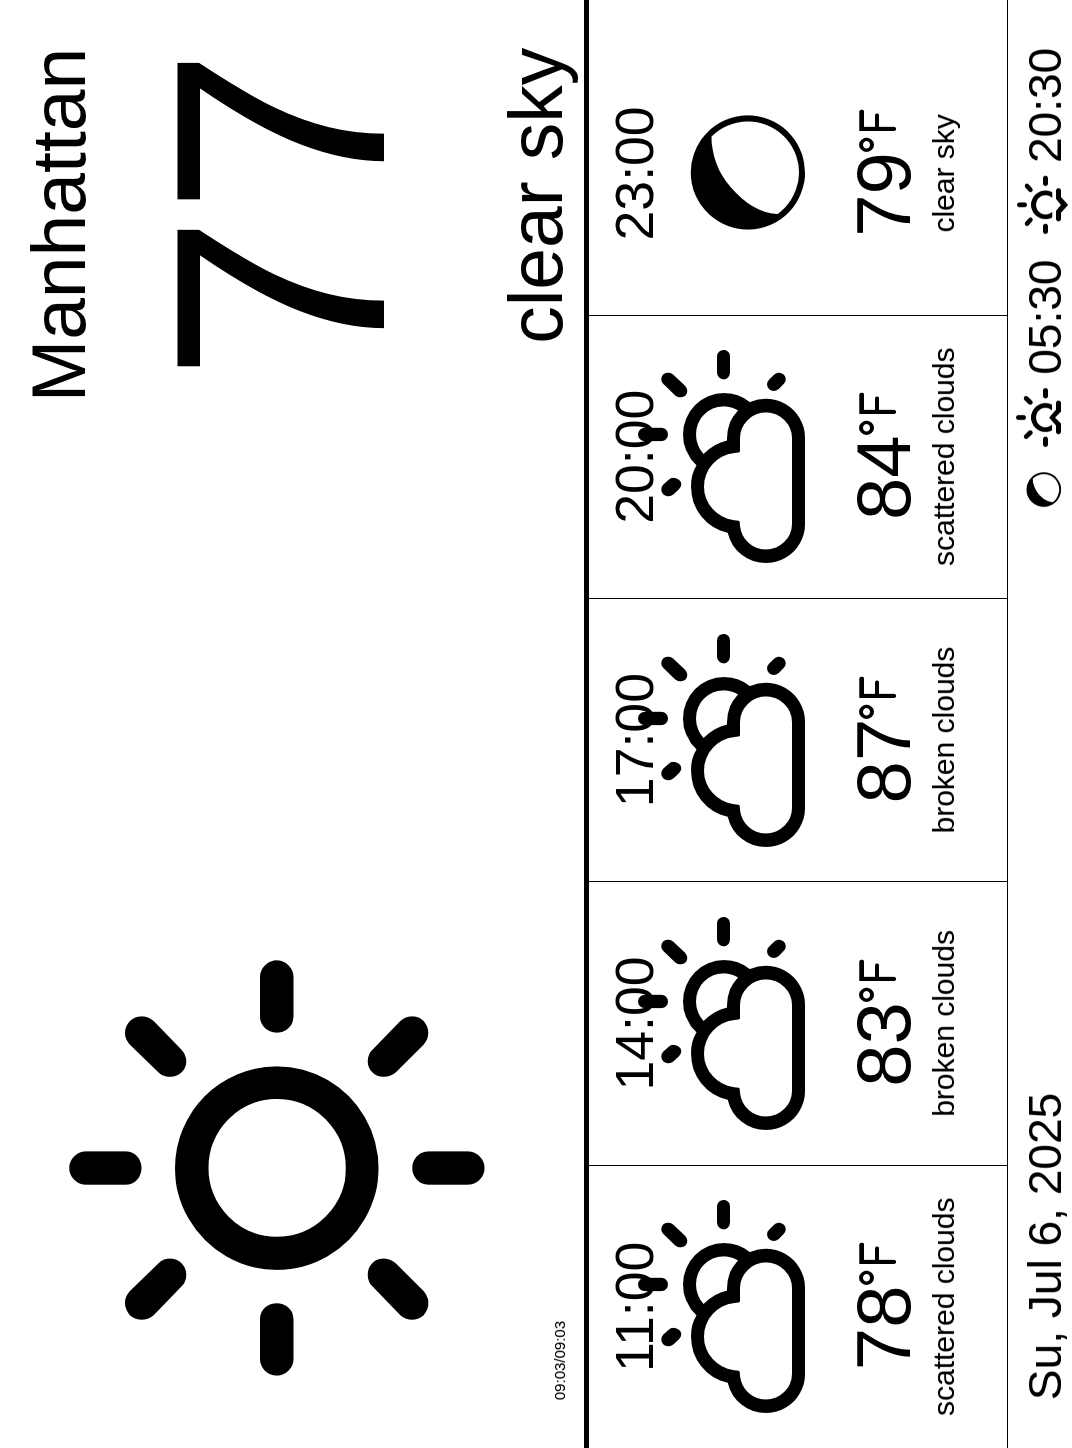 Manhattan
77
clear sky
09:03/09:03
11:00
78°F
scattered clouds
14:00
83°F
broken clouds
17:00
87°F
broken clouds
20:00
84°F
scattered clouds
23:00
79°F
clear sky
Su, Jul 6, 2025
05:30
20:30